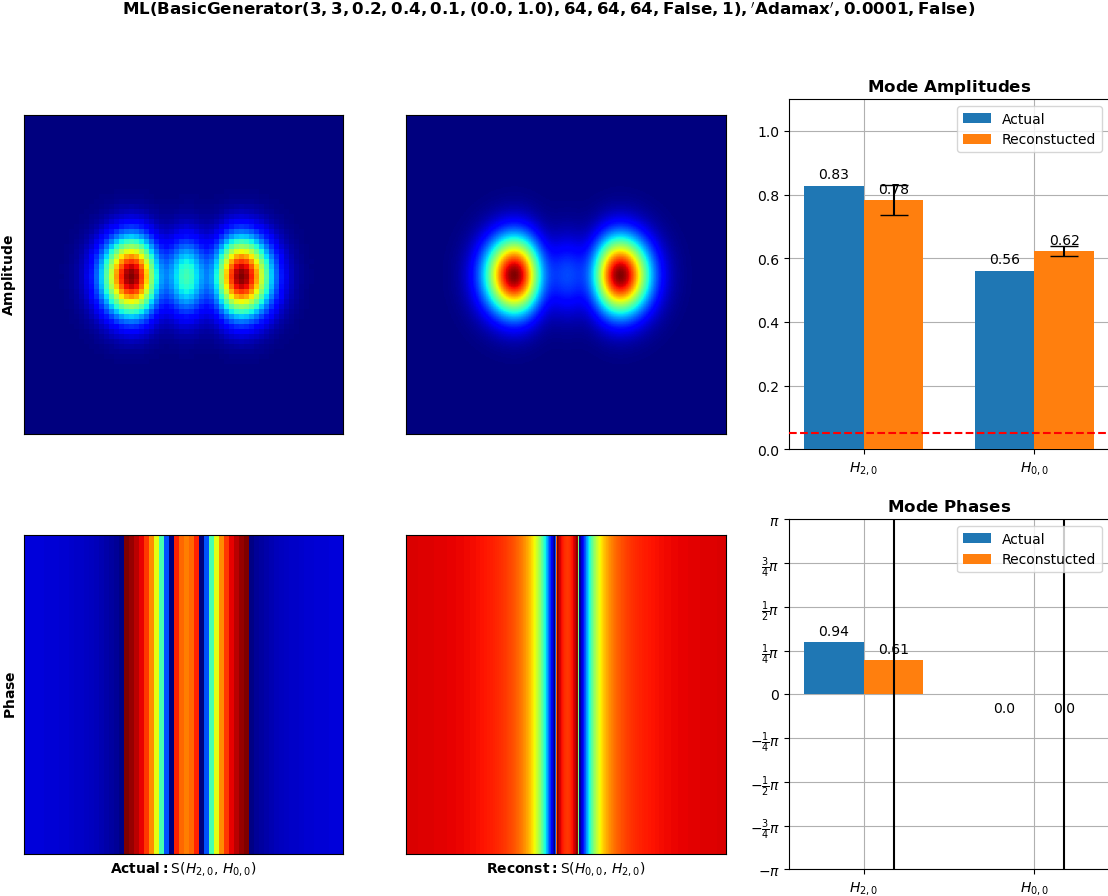 ML(BasicGenerator(3, 3, 0.2, 0.4, 0.1, (0.0, 1.0), 64, 64, 64, False, 1), 'Adamax', 0.0001, False)
Amplitude
Mode Amplitudes
Actual
Reconstucted
1.0
0.8
0.6
0.4
0.2
0.0
0.83
0.78
0.56
0.62
H2, 0
H0, 0
Phase
Actual: S(H2, 0, H0, 0)
Reconst: S(H0, 0, H2, 0)
Mode Phases
Actual
Reconstucted
π
3/4π
1/2π
1/4π
0
−1/4π
−1/2π
−3/4π
−π
0.94
0.61
0.0
0.0
H2, 0
H0, 0